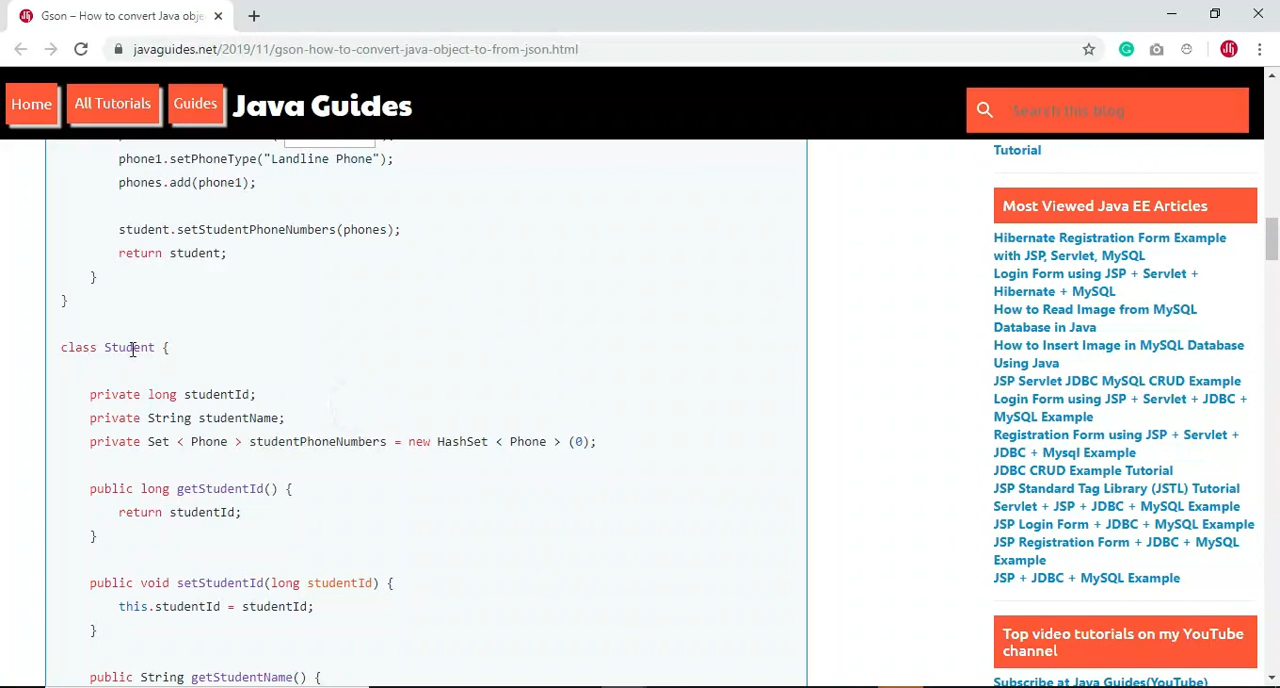 Gson – How to convert Java obje
javaguides.net/2019/11/gson-how-to-convert-java-object-to-from-json.html
Home
All Tutorials
Guides
Java Guides
Search this blog
phone1.setPhoneType("Landline Phone");
phones.add(phone1);
student.setStudentPhoneNumbers(phones);
return student;
}
}
class Student {
private long studentId;
private String studentName;
private Set < Phone > studentPhoneNumbers = new HashSet < Phone > (0);
public long getStudentId() {
return studentId;
}
public void setStudentId(long studentId) {
this.studentId = studentId;
}
public String getStudentName() {
Tutorial
Most Viewed Java EE Articles
Hibernate Registration Form Example
with JSP, Servlet, MySQL
Login Form using JSP + Servlet +
Hibernate + MySQL
How to Read Image from MySQL
Database in Java
How to Insert Image in MySQL Database
Using Java
JSP Servlet JDBC MySQL CRUD Example
Login Form using JSP + Servlet + JDBC +
MySQL Example
Registration Form using JSP + Servlet +
JDBC + Mysql Example
JDBC CRUD Example Tutorial
JSP Standard Tag Library (JSTL) Tutorial
Servlet + JSP + JDBC + MySQL Example
JSP Login Form + JDBC + MySQL Example
JSP Registration Form + JDBC + MySQL
Example
JSP + JDBC + MySQL Example
Top video tutorials on my YouTube
channel
Subscribe at Java Guides(YouTube)